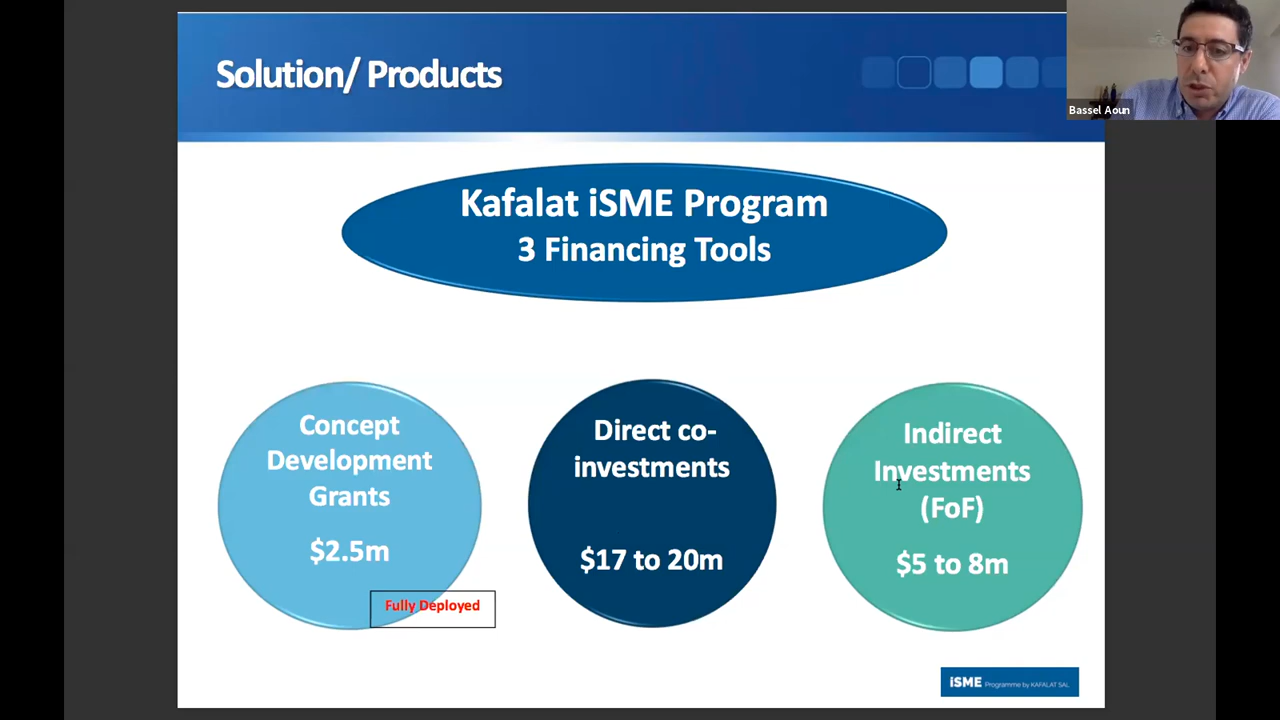 Solution/ Products
Bassel Aoun
Kafalat iSME Program
3 Financing Tools
Concept
Development
Grants
$2.5m
Fully Deployed
Direct co-
investments
$17 to 20m
Indirect
Investments
(FoF)
$5 to 8m
iSME Programme by KAFALAT SAL